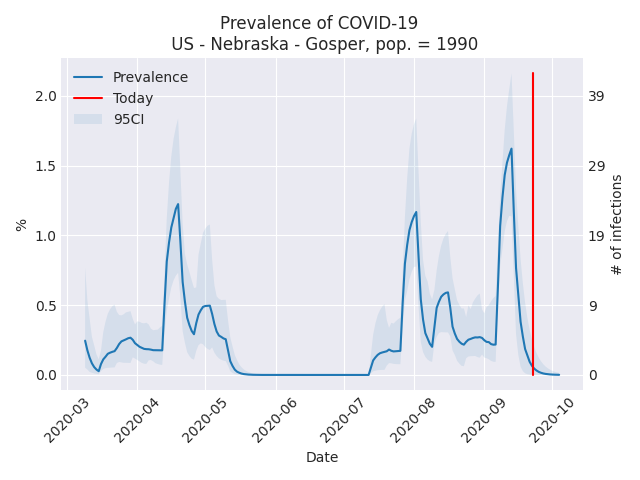 Prevalence of COVID-19
US - Nebraska - Gosper, pop. = 1990
Prevalence
Today
95CI
2.0
1.5
1.0
0.5
0.0
%
39
29
19
9
0
# of infections
2020-03
2020-04
2020-05
2020-06
2020-07
2020-08
2020-09
2020-10
Date